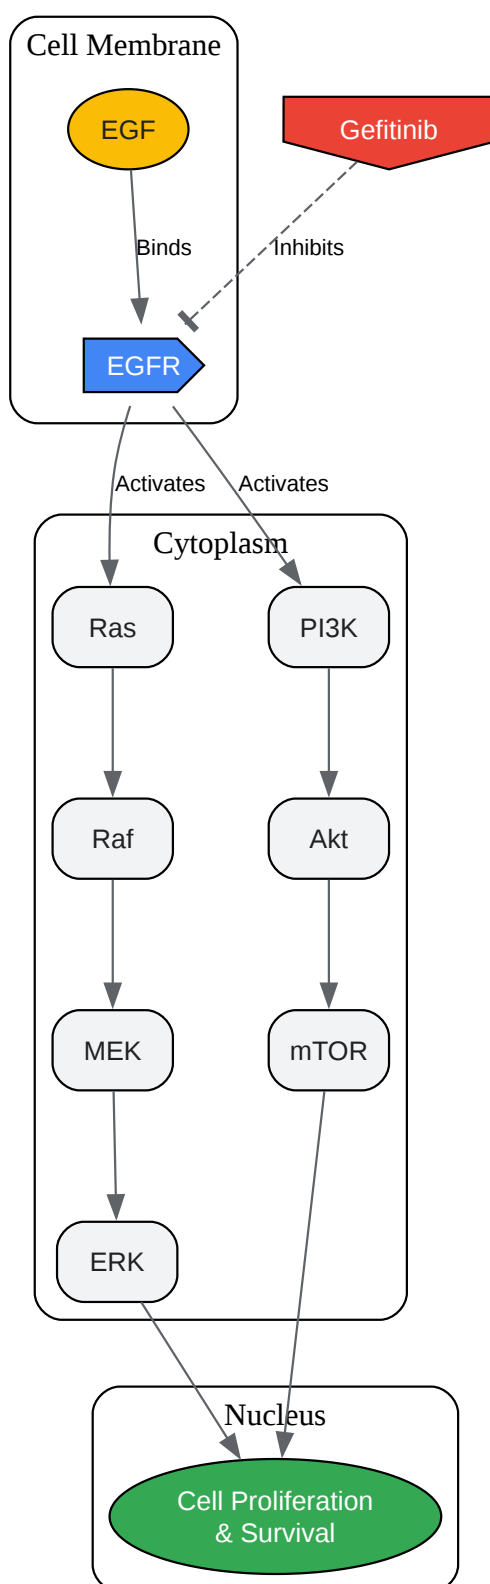 Cell Membrane
EGF
Gefitinib
Binds
Inhibits
EGFR
Activates
Activates
Cytoplasm
Ras
PI3K
Raf
Akt
MEK
mTOR
ERK
Nucleus
Cell Proliferation
& Survival